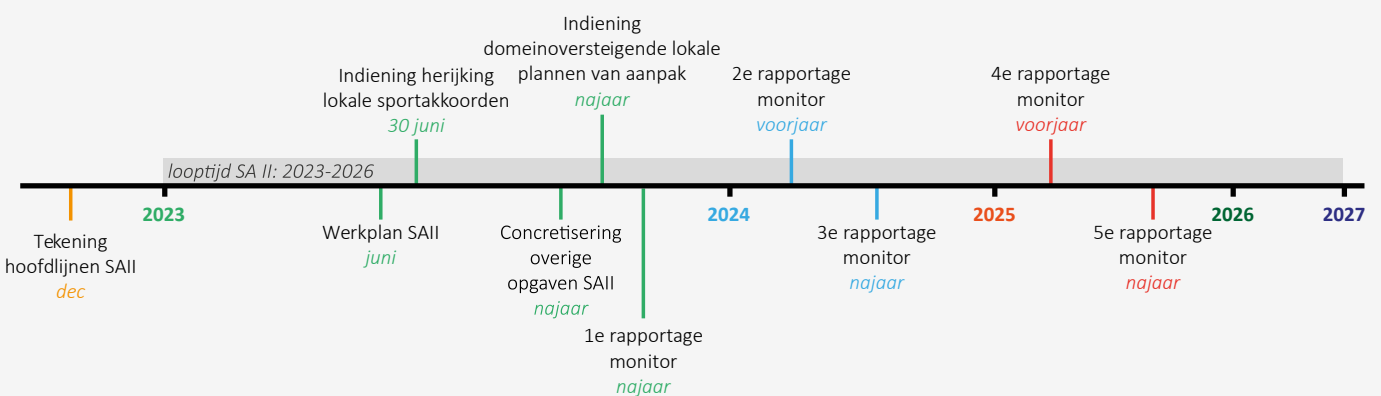 Indiening
domeinoversteigende lokale
plannen van aanpak
najaar
Indiening herijking
lokale sportakkoorden
30 juni
2e rapportage
monitor
voorjaar
4e rapportage
monitor
voorjaar
looptijd SA II: 2023-2026
2023
2024
2025
2026
2027
Tekening
hoofdlijnen SAII
dec
Werkplan SAII
juni
Concretisering
overige
opgaven SAII
najaar
1e rapportage
monitor
najaar
3e rapportage
monitor
najaar
5e rapportage
monitor
najaar